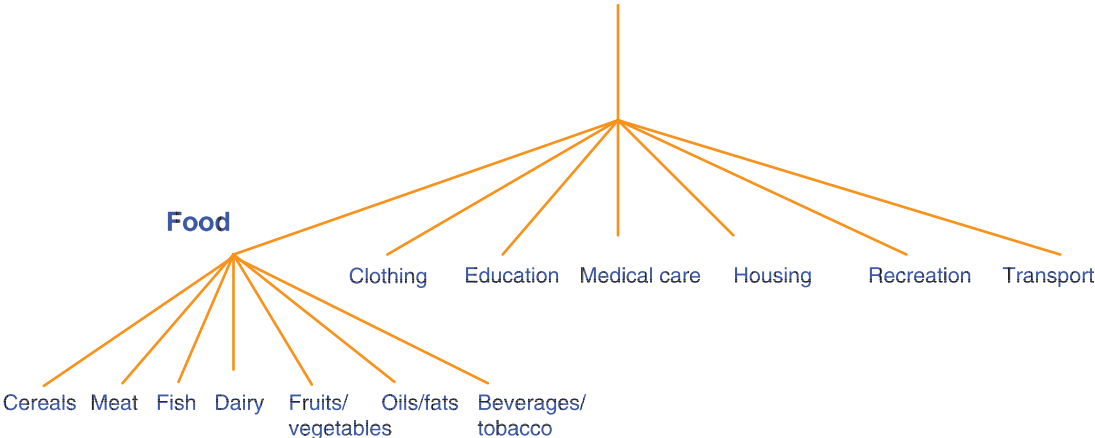 Food
Clothing
Education
Medical care
Housing
Recreation
Transport
Cereals
Meat
Fish
Dairy
Fruits/
vegetables
Oils/fats
Beverages/
tobacco